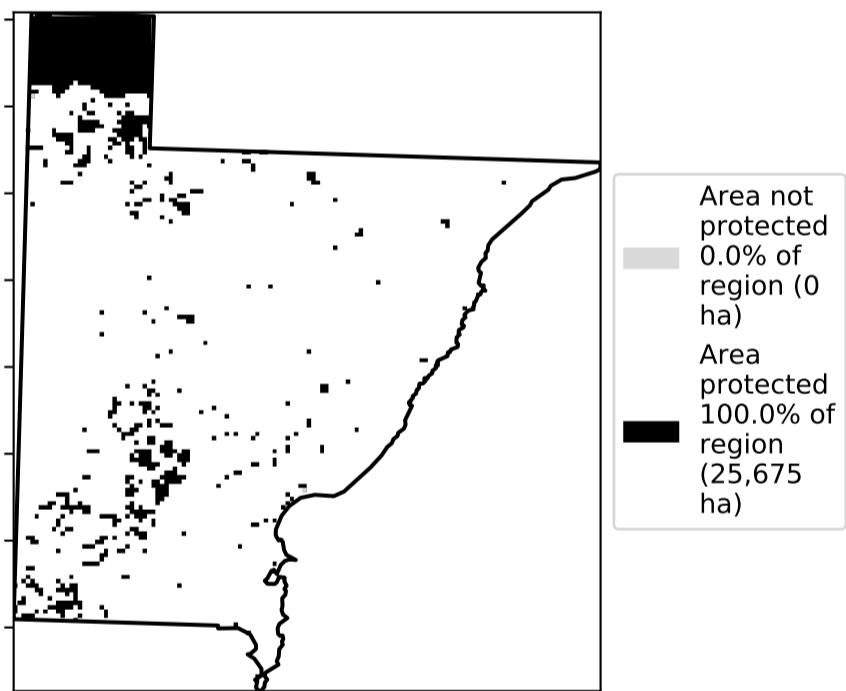 Area not
protected
0.0% of
region (0
ha)
Area
protected
100.0% of
region
(25,675
ha)